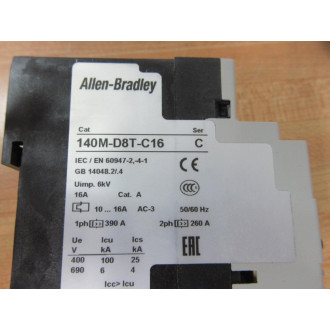 Allen-Bradley
Cat Ser
140M-D8T-C16 C
IEC / EN 60947-2,-4-1
GB 14048.2/.4
Uimp. 6kV
16A Cat. A
10 ... 16A AC-3 50/60 Hz
1ph 390 A 2ph 260 A
Ue Icu Ics
V kA kA
400 100 25
690 6 4
Icc> Icu
CE
CCC
EAC